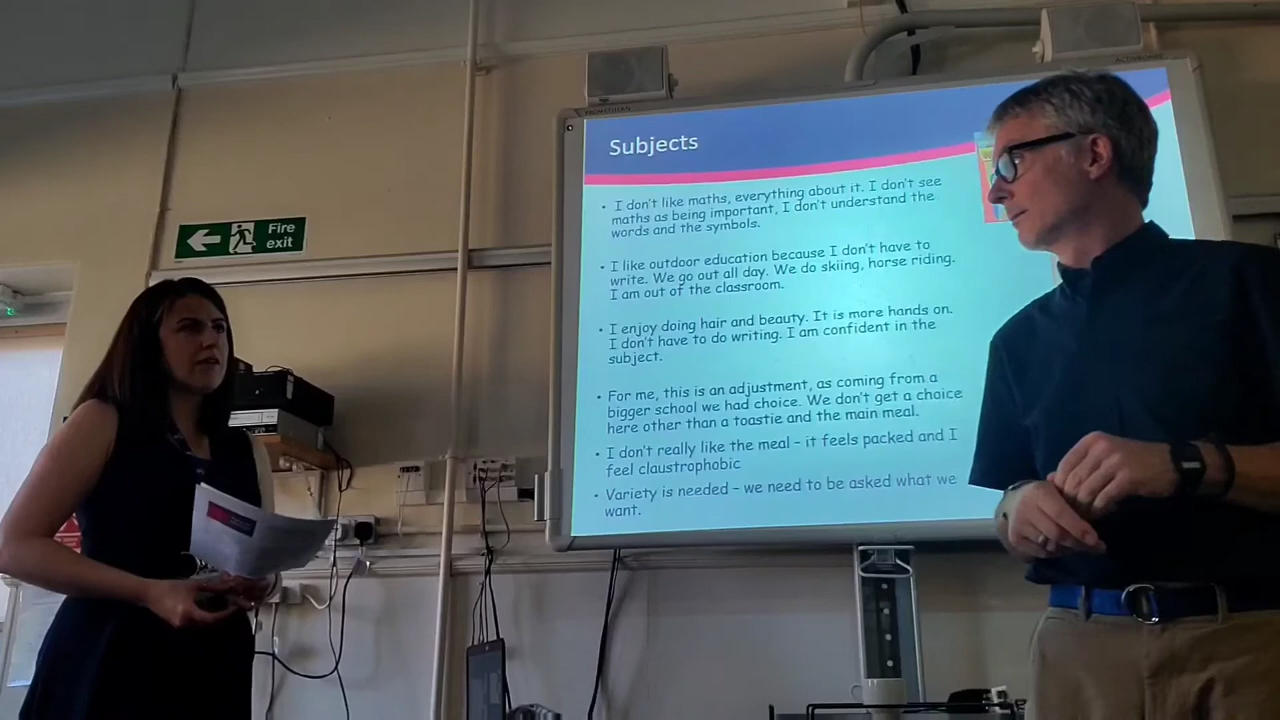 PROMETHEAN
ACTIVBOARD
Subjects
Fire
exit
• I don't like maths, everything about it. I don't see
maths as being important, I don't understand the
words and the symbols.
• I like outdoor education because I don't have to
write. We go out all day. We do skiing, horse riding.
I am out of the classroom.
• I enjoy doing hair and beauty. It is more hands on.
I don't have to do writing. I am confident in the
subject.
• For me, this is an adjustment, as coming from a
bigger school we had choice. We don't get a choice
here other than a toastie and the main meal.
• I don't really like the meal – it feels packed and I
feel claustrophobic
• Variety is needed – we need to be asked what we
want.